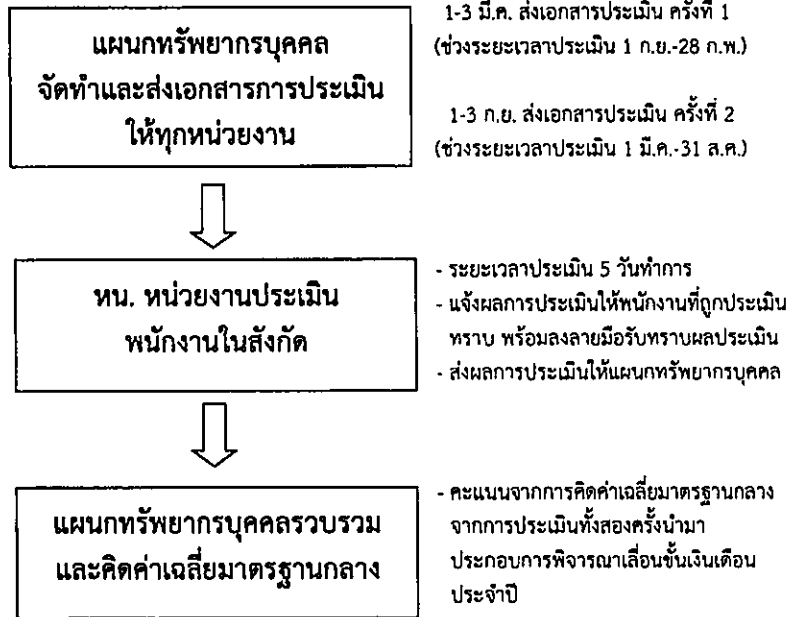 แผนกทรัพยากรบุคคล
จัดทำและส่งเอกสารการประเมิน
ให้ทุกหน่วยงาน
1-3 มี.ค. ส่งเอกสารประเมิน ครั้งที่ 1
(ช่วงระยะเวลาประเมิน 1 ก.ย.-28 ก.พ.)
1-3 ก.ย. ส่งเอกสารประเมิน ครั้งที่ 2
(ช่วงระยะเวลาประเมิน 1 มี.ค.-31 ส.ค.)
หน. หน่วยงานประเมิน
พนักงานในสังกัด
- ระยะเวลาประเมิน 5 วันทำการ
- แจ้งผลการประเมินให้พนักงานที่ถูกประเมิน
ทราบ พร้อมลงลายมือรับทราบผลประเมิน
- ส่งผลการประเมินให้แผนกทรัพยากรบุคคล
แผนกทรัพยากรบุคคลรวบรวม
และคิดค่าเฉลี่ยมาตรฐานกลาง
- คะแนนจากการคิดค่าเฉลี่ยมาตรฐานกลาง
จากการประเมินทั้งสองครั้งนำมา
ประกอบการพิจารณาเลื่อนขั้นเงินเดือน
ประจำปี